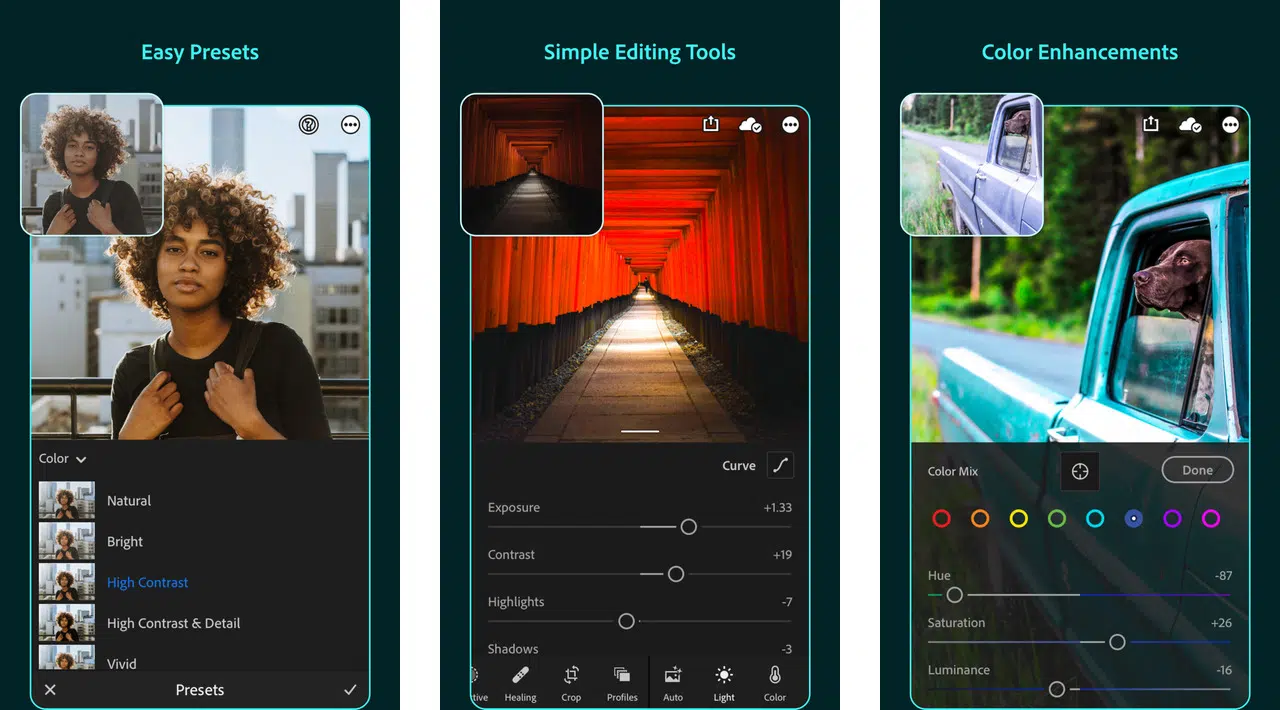 Easy Presets
Color
Natural
Bright
High Contrast
High Contrast & Detail
Vivid
Presets
Simple Editing Tools
Curve
Exposure +1.33
Contrast +19
Highlights -7
Shadows -3
tive Healing Crop Profiles Auto Light Color
Color Enhancements
Color Mix Done
Hue -87
Saturation +26
Luminance -16